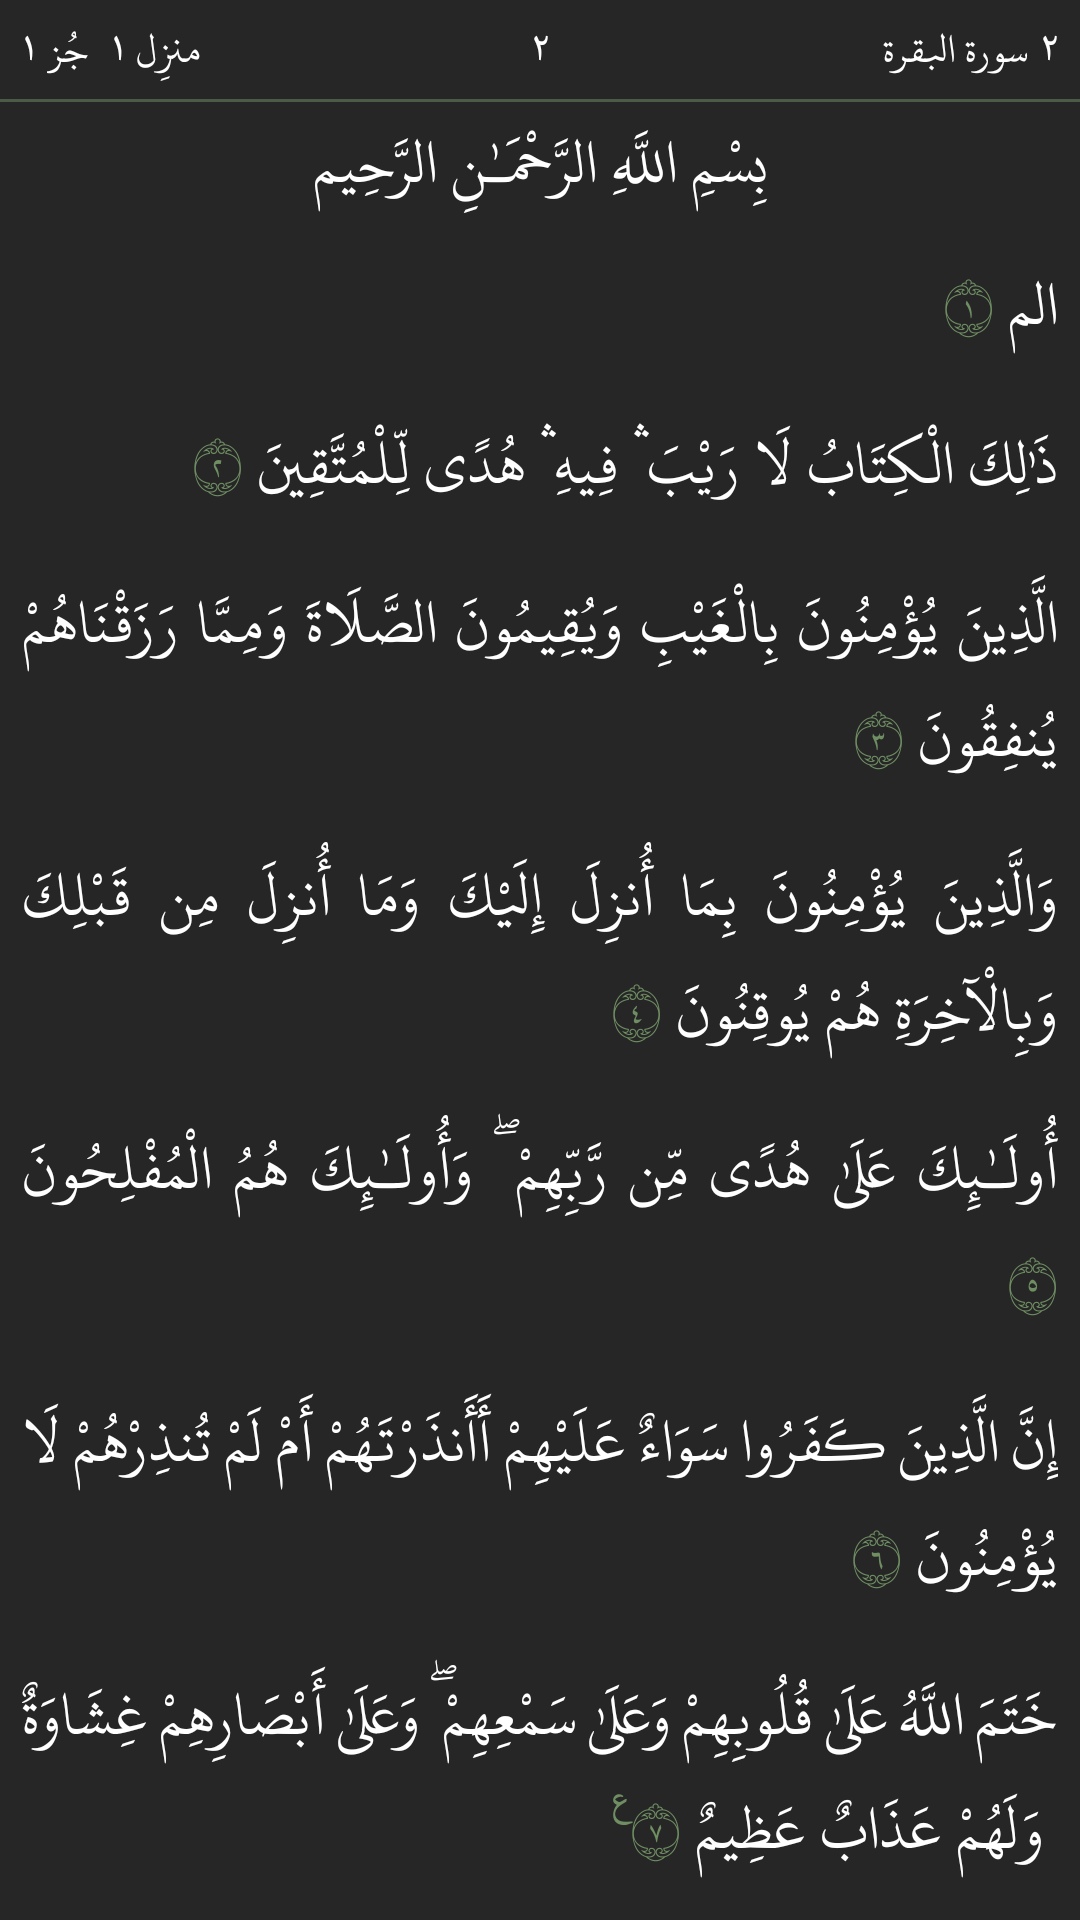 ٢ سورة البقرة ٢ منزِل ١ جُز ١
بِسْمِ اللَّهِ الرَّحْمَـٰنِ الرَّحِيم
الم ١
ذَٰلِكَ الْكِتَابُ لَا رَيْبَ ۛ فِيهِ ۛ هُدًى لِّلْمُتَّقِينَ ٢
الَّذِينَ يُؤْمِنُونَ بِالْغَيْبِ وَيُقِيمُونَ الصَّلَاةَ وَمِمَّا رَزَقْنَاهُمْ
يُنفِقُونَ ٣
وَالَّذِينَ يُؤْمِنُونَ بِمَا أُنزِلَ إِلَيْكَ وَمَا أُنزِلَ مِن قَبْلِكَ
وَبِالْآخِرَةِ هُمْ يُوقِنُونَ ٤
أُولَـٰئِكَ عَلَىٰ هُدًى مِّن رَّبِّهِمْ ۖ وَأُولَـٰئِكَ هُمُ الْمُفْلِحُونَ
٥
إِنَّ الَّذِينَ كَفَرُوا سَوَاءٌ عَلَيْهِمْ أَأَنذَرْتَهُمْ أَمْ لَمْ تُنذِرْهُمْ لَا
يُؤْمِنُونَ ٦
خَتَمَ اللَّهُ عَلَىٰ قُلُوبِهِمْ وَعَلَىٰ سَمْعِهِمْ ۖ وَعَلَىٰ أَبْصَارِهِمْ غِشَاوَةٌ
وَلَهُمْ عَذَابٌ عَظِيمٌ ٧ ع